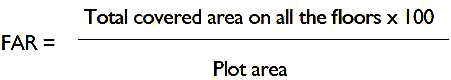 Total covered area on all the floors x 100
FAR =
Plot area